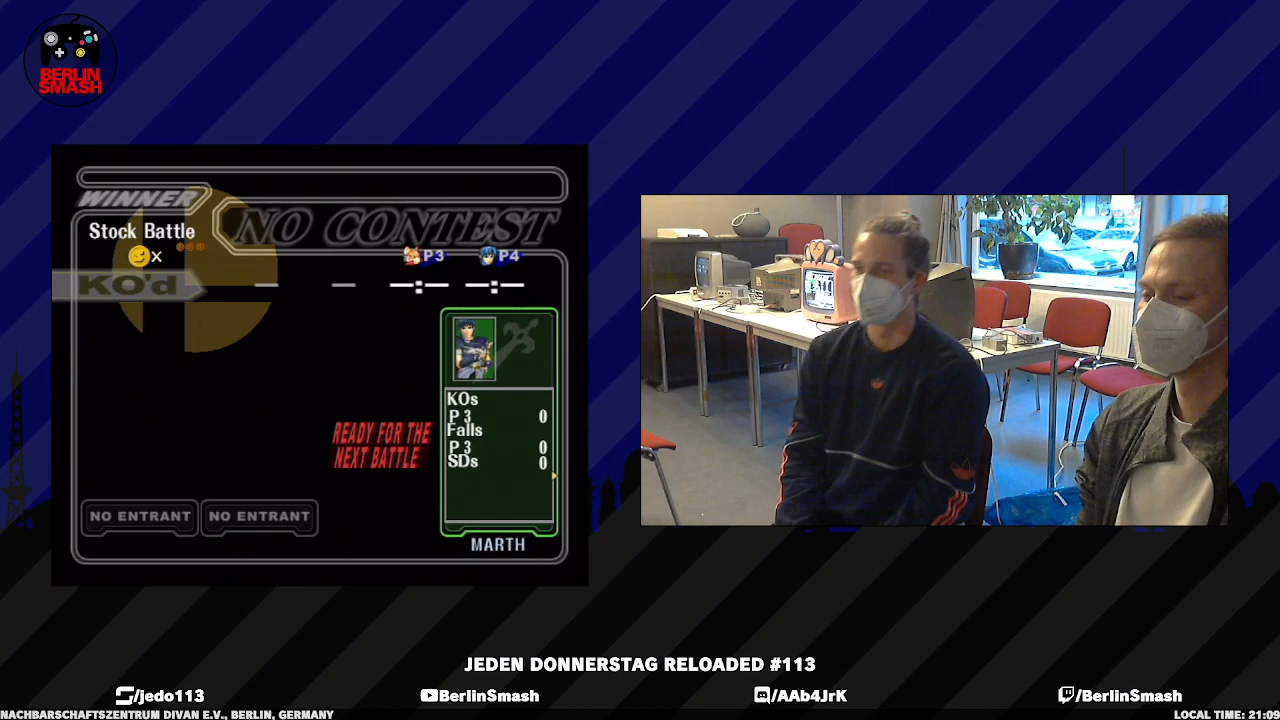 BERLIN
SMASH
WINNER
NO CONTEST
Stock Battle
X
P3
P4
KO'd
KOs
P 3 0
Falls
P 3 0
SDs 0
READY FOR THE
NEXT BATTLE
NO ENTRANT
NO ENTRANT
MARTH
JEDEN DONNERSTAG RELOADED #113
/jedo113
BerlinSmash
/AAb4JrK
/BerlinSmash
NACHBARSCHAFTSZENTRUM DIVAN E.V., BERLIN, GERMANY
LOCAL TIME: 21:09